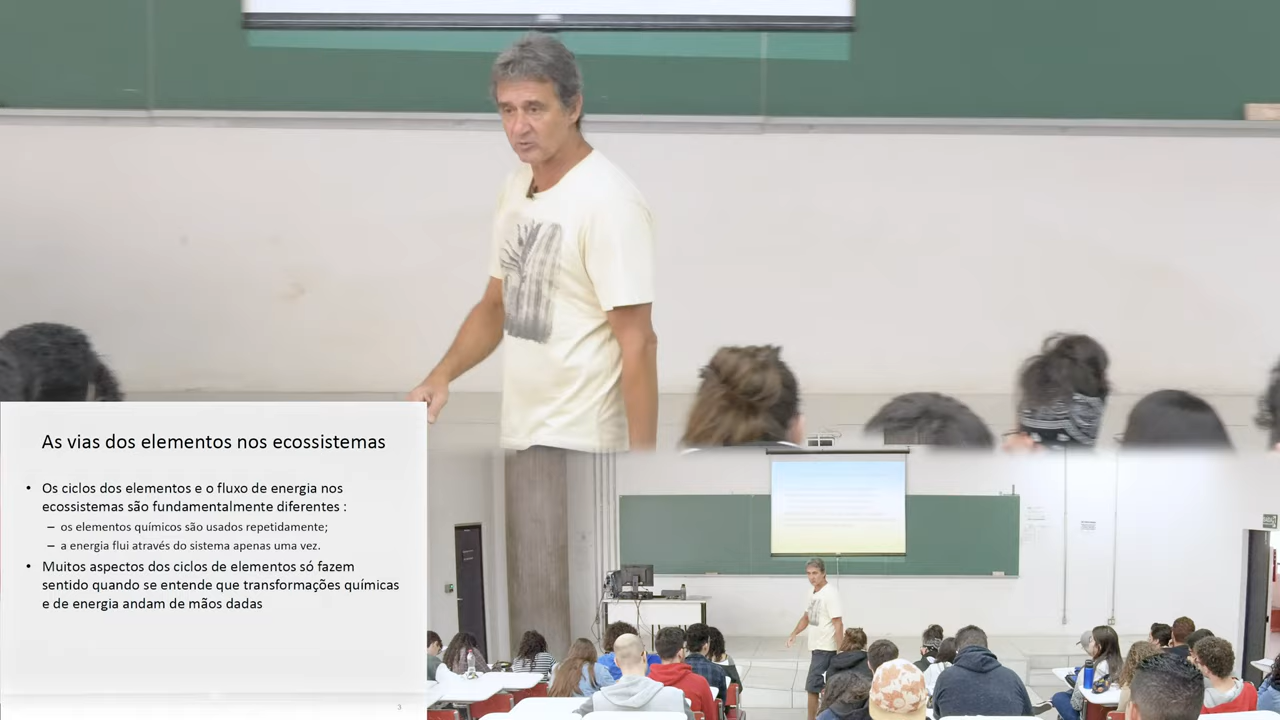 As vias dos elementos nos ecossistemas
• Os ciclos dos elementos e o fluxo de energia nos
ecossistemas são fundamentalmente diferentes :
– os elementos químicos são usados repetidamente;
– a energia flui através do sistema apenas uma vez.
• Muitos aspectos dos ciclos de elementos só fazem
sentido quando se entende que transformações químicas
e de energia andam de mãos dadas
3